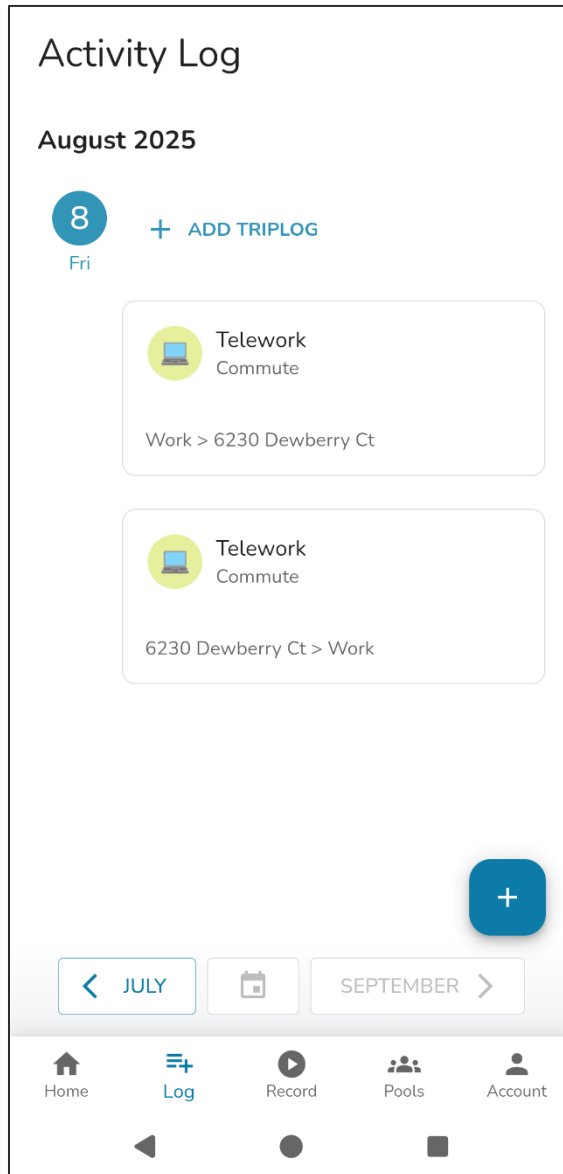 Activity Log
August 2025
8
Fri
+ ADD TRIPLOG
Telework
Commute
Work > 6230 Dewberry Ct
Telework
Commute
6230 Dewberry Ct > Work
+
< JULY
SEPTEMBER >
Home
Log
Record
Pools
Account